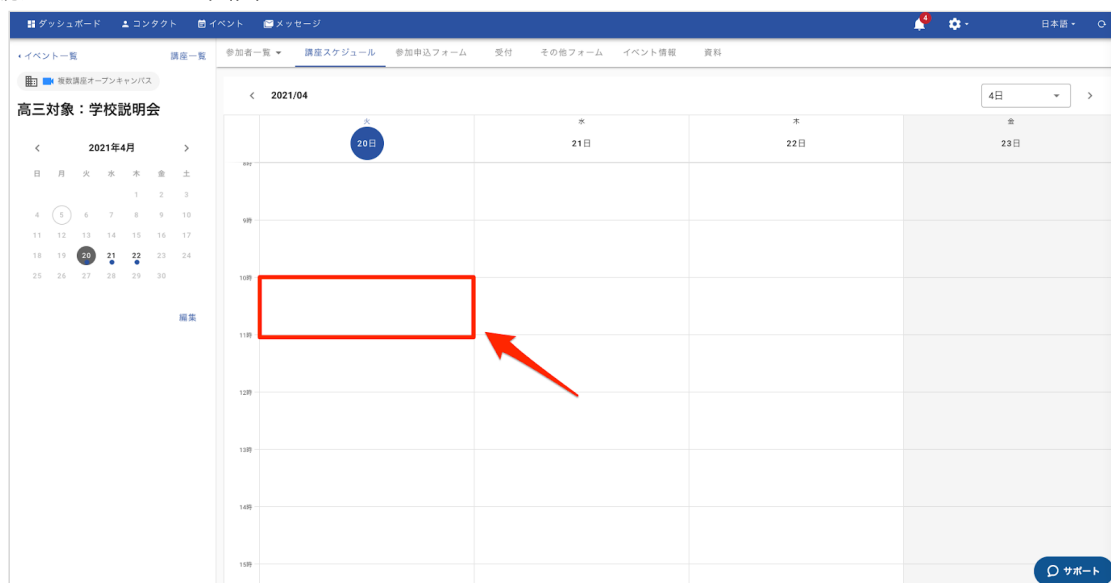 ダッシュボード コンタクト イベント メッセージ 4 日本語
イベント一覧 講座一覧
参加者一覧 講座スケジュール 参加申込フォーム 受付 その他フォーム イベント情報 資料
複数講座オープンキャンパス
高三対象：学校説明会
2021/04 4日
2021年4月
日 月 火 水 木 金 土
1 2 3
4 5 6 7 8 9 10
11 12 13 14 15 16 17
18 19 20 21 22 23 24
25 26 27 28 29 30
編集
火 水 木 金
20日 21日 22日 23日
9時
10時
11時
12時
13時
14時
15時
サポート